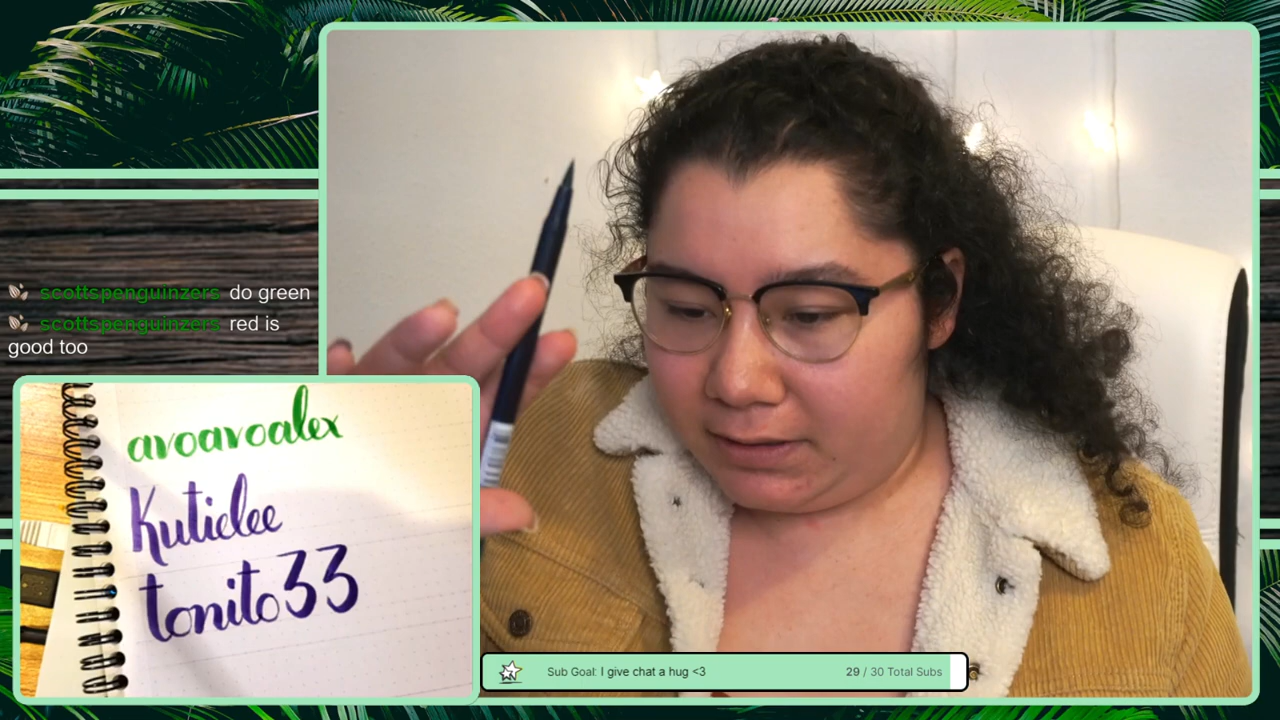 scottspenguinzers do green
scottspenguinzers red is
good too
avoavoalex
Kutielee
tonito33
Sub Goal: I give chat a hug <3
29 / 30 Total Subs